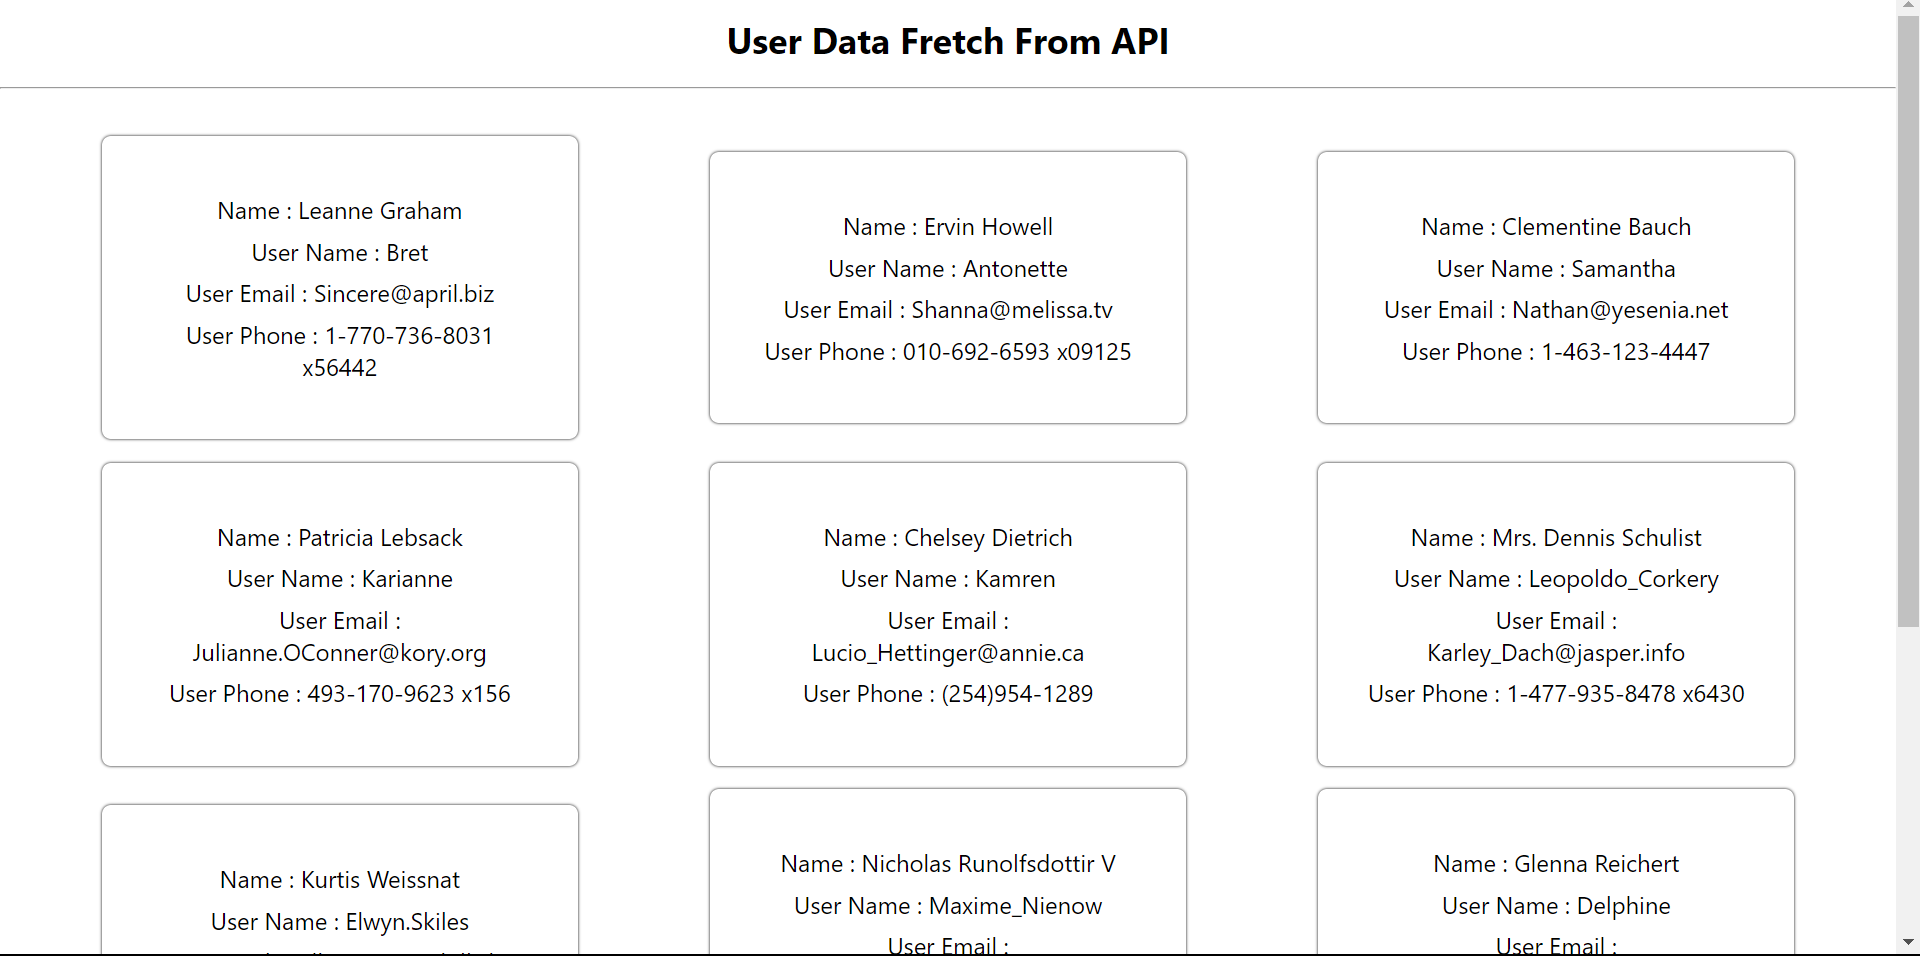 User Data Fretch From API
Name : Leanne Graham
User Name : Bret
User Email : Sincere@april.biz
User Phone : 1-770-736-8031
x56442
Name : Ervin Howell
User Name : Antonette
User Email : Shanna@melissa.tv
User Phone : 010-692-6593 x09125
Name : Clementine Bauch
User Name : Samantha
User Email : Nathan@yesenia.net
User Phone : 1-463-123-4447
Name : Patricia Lebsack
User Name : Karianne
User Email :
Julianne.OConner@kory.org
User Phone : 493-170-9623 x156
Name : Chelsey Dietrich
User Name : Kamren
User Email :
Lucio_Hettinger@annie.ca
User Phone : (254)954-1289
Name : Mrs. Dennis Schulist
User Name : Leopoldo_Corkery
User Email :
Karley_Dach@jasper.info
User Phone : 1-477-935-8478 x6430
Name : Kurtis Weissnat
User Name : Elwyn.Skiles
Name : Nicholas Runolfsdottir V
User Name : Maxime_Nienow
User Email :
Name : Glenna Reichert
User Name : Delphine
User Email :